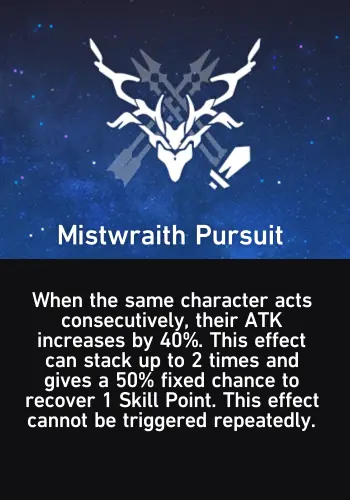 Mistwraith Pursuit
When the same character acts
consecutively, their ATK
increases by 40%. This effect
can stack up to 2 times and
gives a 50% fixed chance to
recover 1 Skill Point. This effect
cannot be triggered repeatedly.